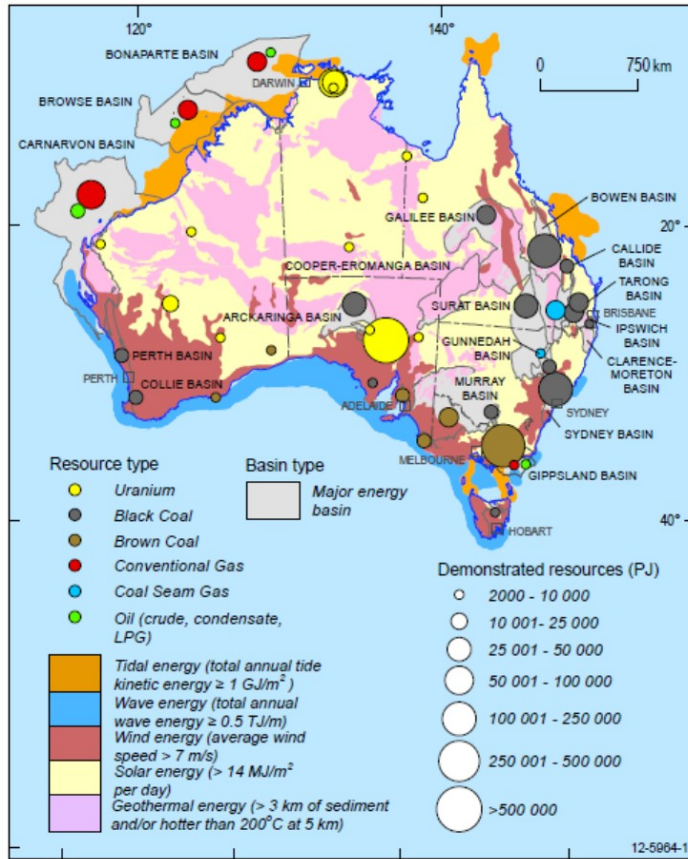 120°
140°
BONAPARTE BASIN
0
750 km
DARWIN
BROWSE BASIN
CARNARVON BASIN
BOWEN BASIN
GALILEE BASIN
20°
CALLIDE
BASIN
COOPER-EROMANGA BASIN
TARONG
BASIN
ARCKARINGA BASIN
SURAT BASIN
BRISBANE
IPSWICH
BASIN
GUNNEDAH
BASIN
CLARENCE-
MORETON
BASIN
PERTH BASIN
PERTH
COLLIE BASIN
MURRAY
BASIN
ADELAIDE
SYDNEY
SYDNEY BASIN
MELBOURNE
GIPPSLAND BASIN
HOBART
40°
Resource type
Uranium
Black Coal
Brown Coal
Conventional Gas
Coal Seam Gas
Oil (crude, condensate,
LPG)
Basin type
Major energy
basin
Tidal energy (total annual tide
kinetic energy ≥ 1 GJ/m²)
Wave energy (total annual
wave energy ≥ 0.5 TJ/m)
Wind energy (average wind
speed > 7 m/s)
Solar energy (> 14 MJ/m²
per day)
Geothermal energy (> 3 km of sediment
and/or hotter than 200°C at 5 km)
Demonstrated resources (PJ)
2000 - 10 000
10 001- 25 000
25 001 - 50 000
50 001 - 100 000
100 001 - 250 000
250 001 - 500 000
>500 000
12-5964-1